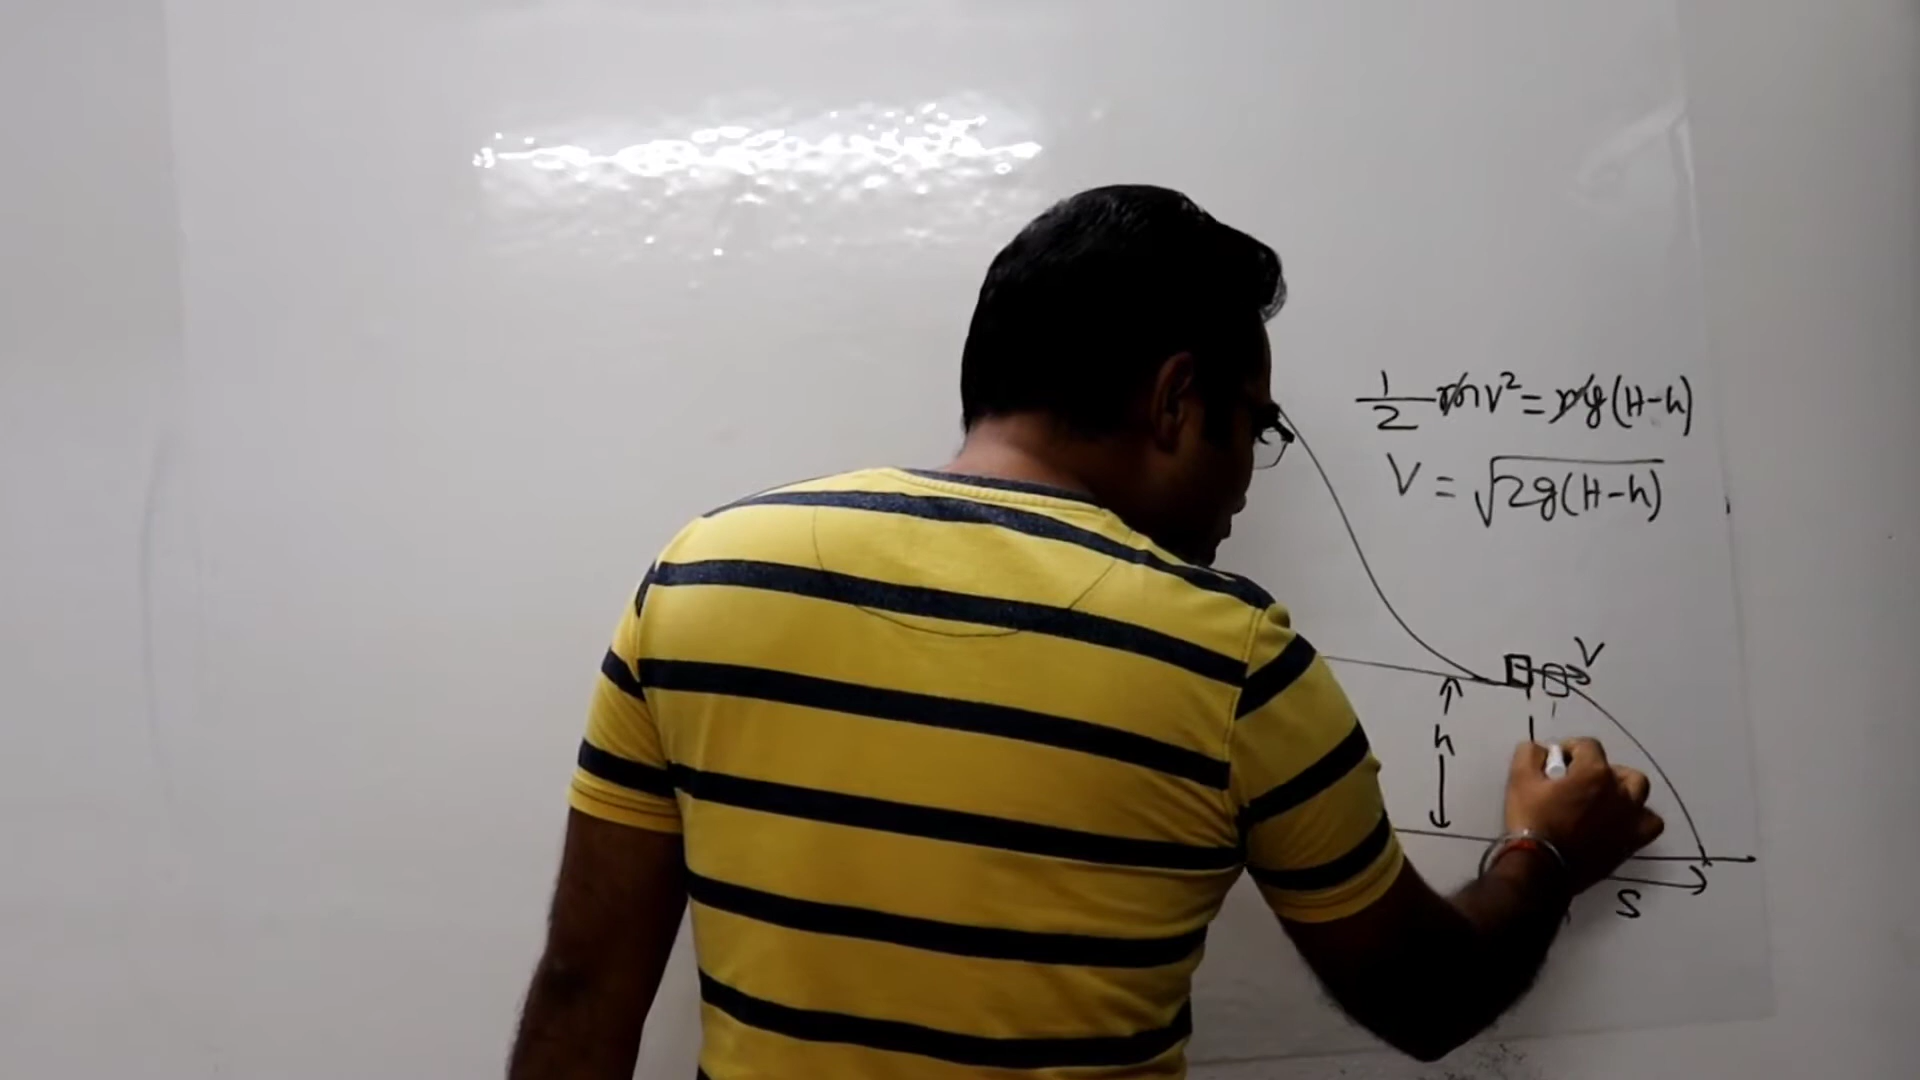 1/2 mv² = mg(H-h)
V = √2g(H-h)
V
h
S